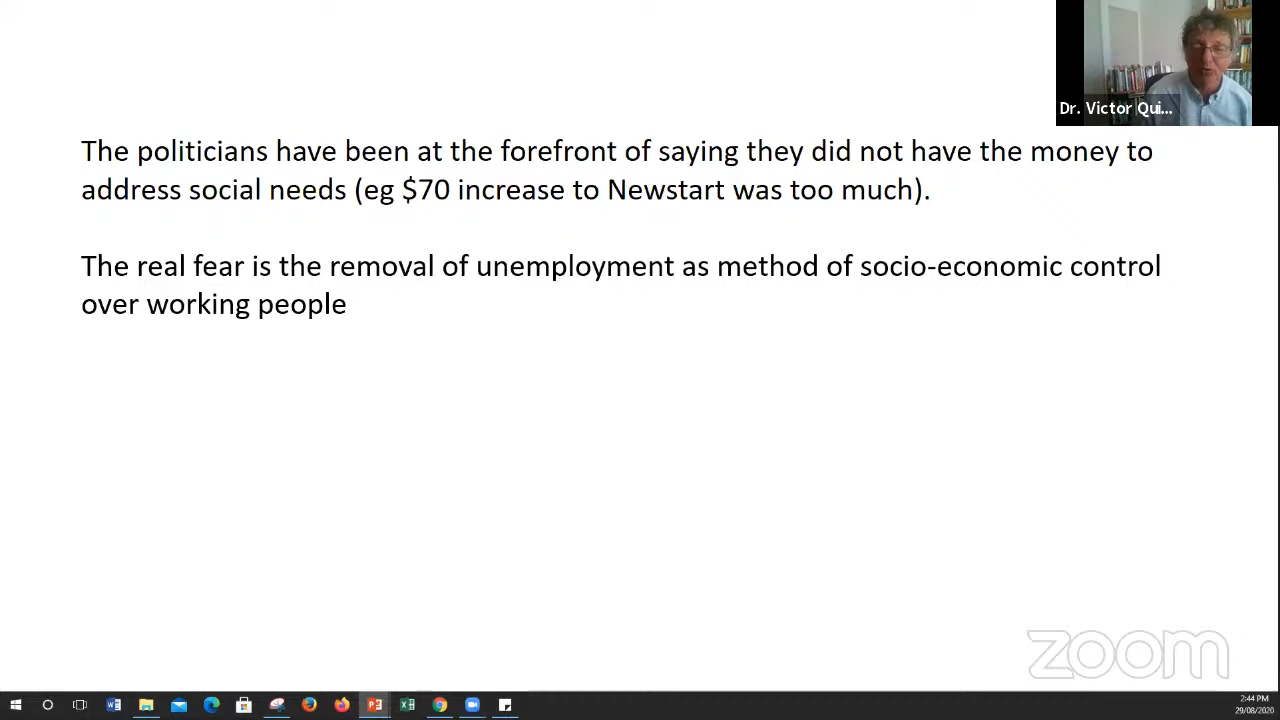 Dr. Victor Qui...
The politicians have been at the forefront of saying they did not have the money to
address social needs (eg $70 increase to Newstart was too much).
The real fear is the removal of unemployment as method of socio-economic control
over working people
zoom
2:44 PM
29/08/2020